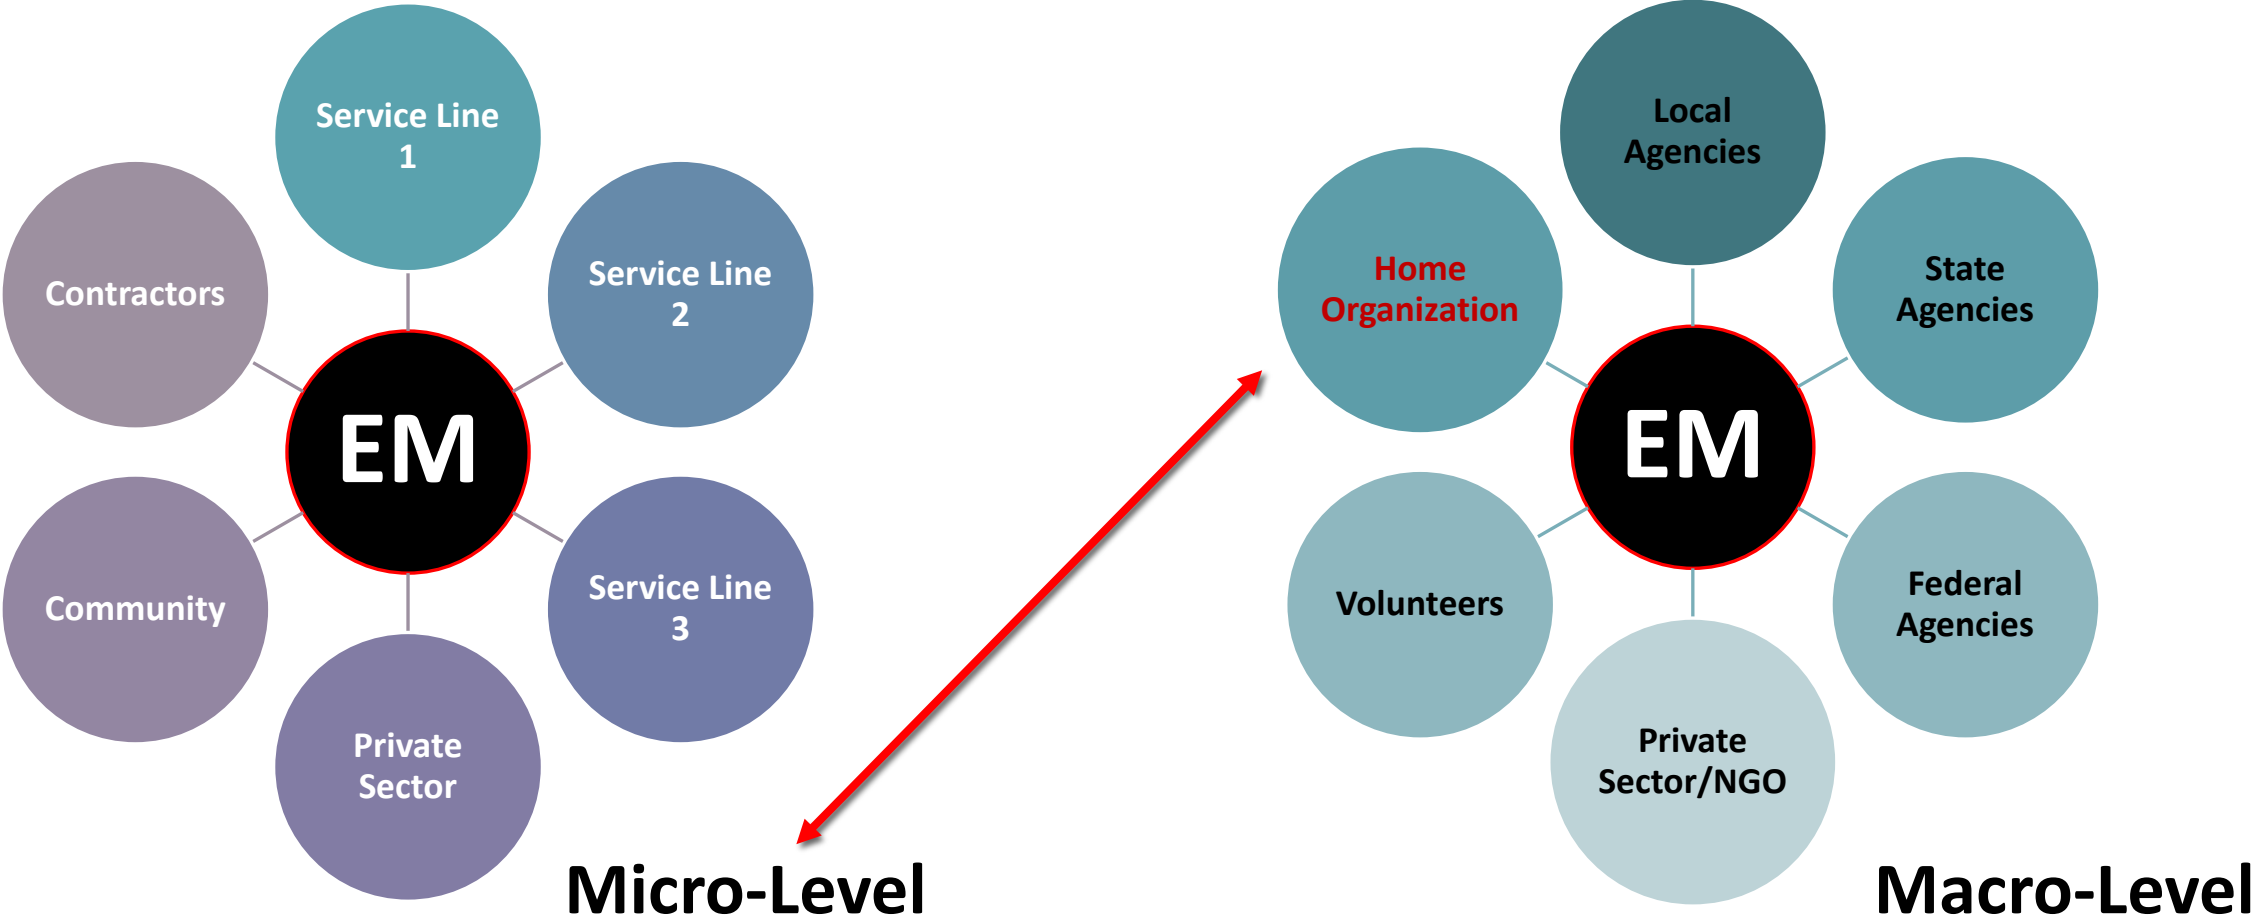 Service Line
1
Service Line
2
Service Line
3
Private
Sector
Community
Contractors
EM
Micro-Level
Local
Agencies
State
Agencies
Federal
Agencies
Private
Sector/NGO
Volunteers
Home
Organization
EM
Macro-Level